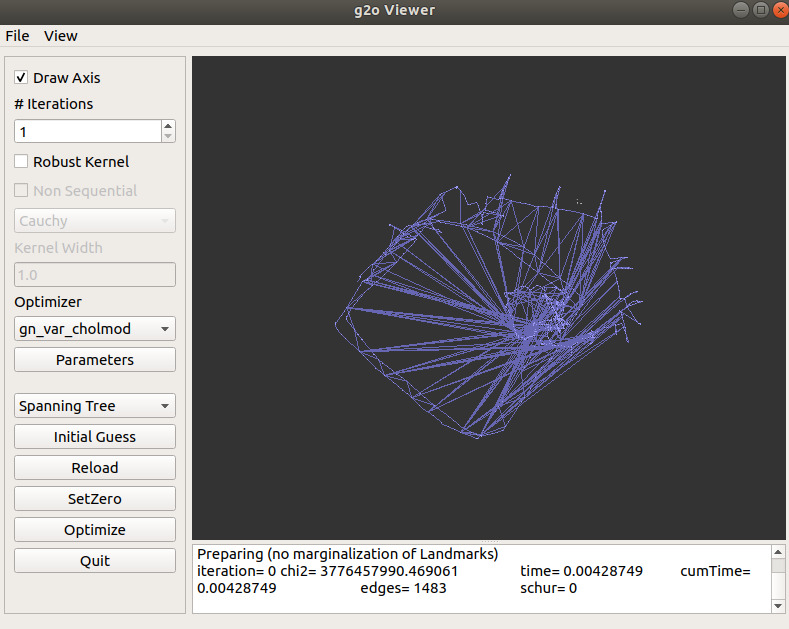 g2o Viewer
File View
Draw Axis
# Iterations
1
Robust Kernel
Non Sequential
Cauchy
Kernel Width
1.0
Optimizer
gn_var_cholmod
Parameters
Spanning Tree
Initial Guess
Reload
SetZero
Optimize
Quit
Preparing (no marginalization of Landmarks)
iteration= 0 chi2= 3776457990.469061 time= 0.00428749 cumTime=
0.00428749 edges= 1483 schur= 0